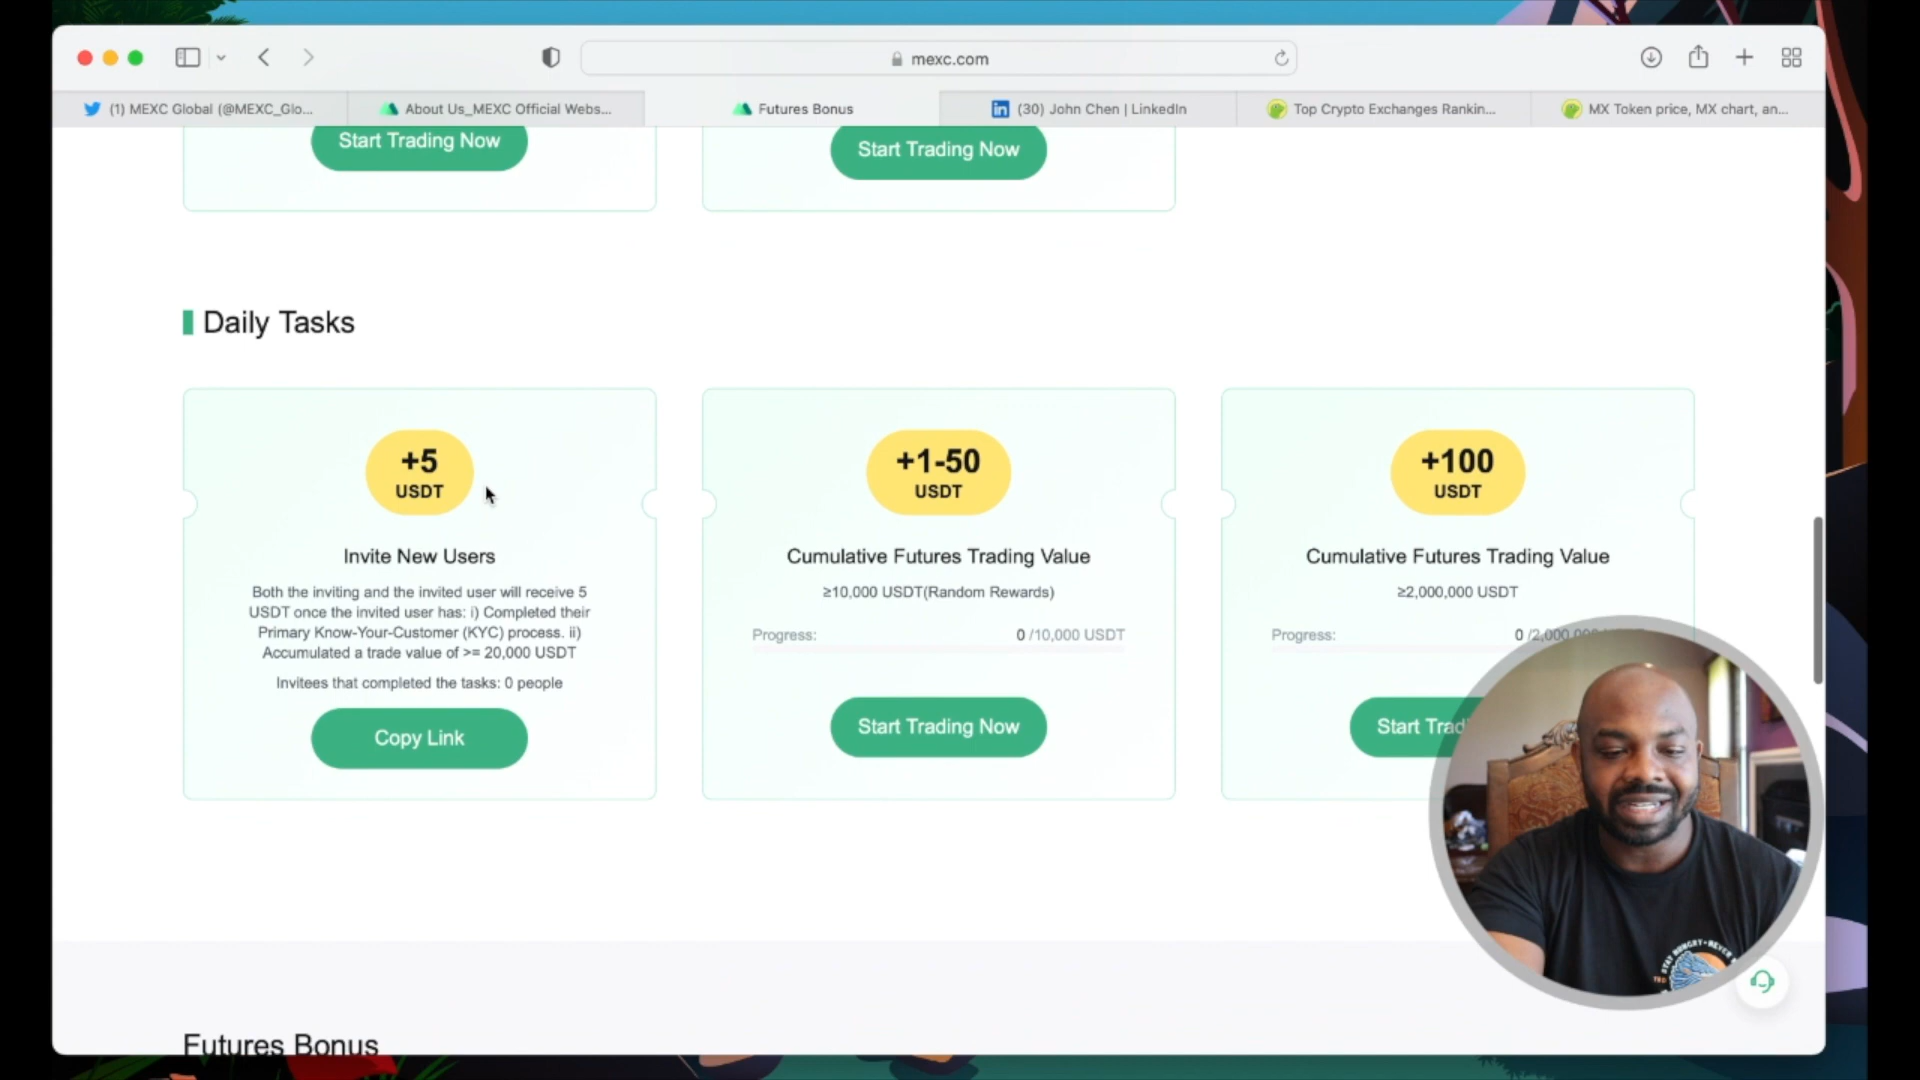 mexc.com
(1) MEXC Global (@MEXC_Glo...
About Us_MEXC Official Webs...
Futures Bonus
(30) John Chen | LinkedIn
Top Crypto Exchanges Rankin...
MX Token price, MX chart, an...
Start Trading Now
Start Trading Now
Daily Tasks
+5
USDT
Invite New Users
Both the inviting and the invited user will receive 5
USDT once the invited user has: i) Completed their
Primary Know-Your-Customer (KYC) process. ii)
Accumulated a trade value of >= 20,000 USDT
Invitees that completed the tasks: 0 people
Copy Link
+1-50
USDT
Cumulative Futures Trading Value
≥10,000 USDT(Random Rewards)
Progress: 0 /10,000 USDT
Start Trading Now
+100
USDT
Cumulative Futures Trading Value
≥2,000,000 USDT
Progress: 0 /2,000,00
Start Trad
STAY HUNGRY
Futures Bonus